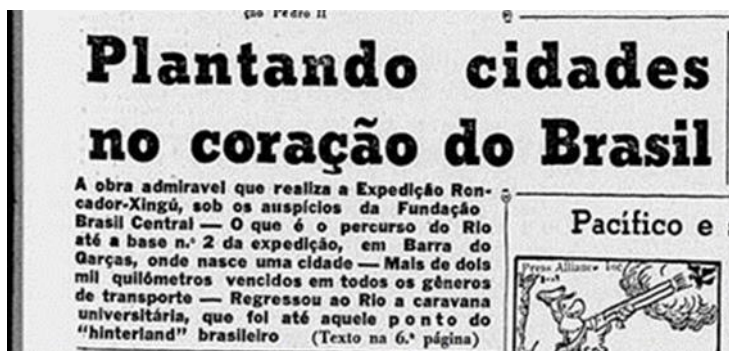 ção Pedro II
Plantando cidades
no coração do Brasil
A obra admiravel que realiza a Expedição Ron-
cador-Xingú, sob os auspícios da Fundação
Brasil Central — O que é o percurso do Rio
até a base n.º 2 da expedição, em Barra do
Garças, onde nasce uma cidade — Mais de dois
mil quilómetros vencidos em todos os gêneros
de transporte — Regressou ao Rio a caravana
universitária, que foi até aquele ponto do
"hinterland" brasileiro (Texto na 6.ª página)
Pacífico e
Press Alliance Inc